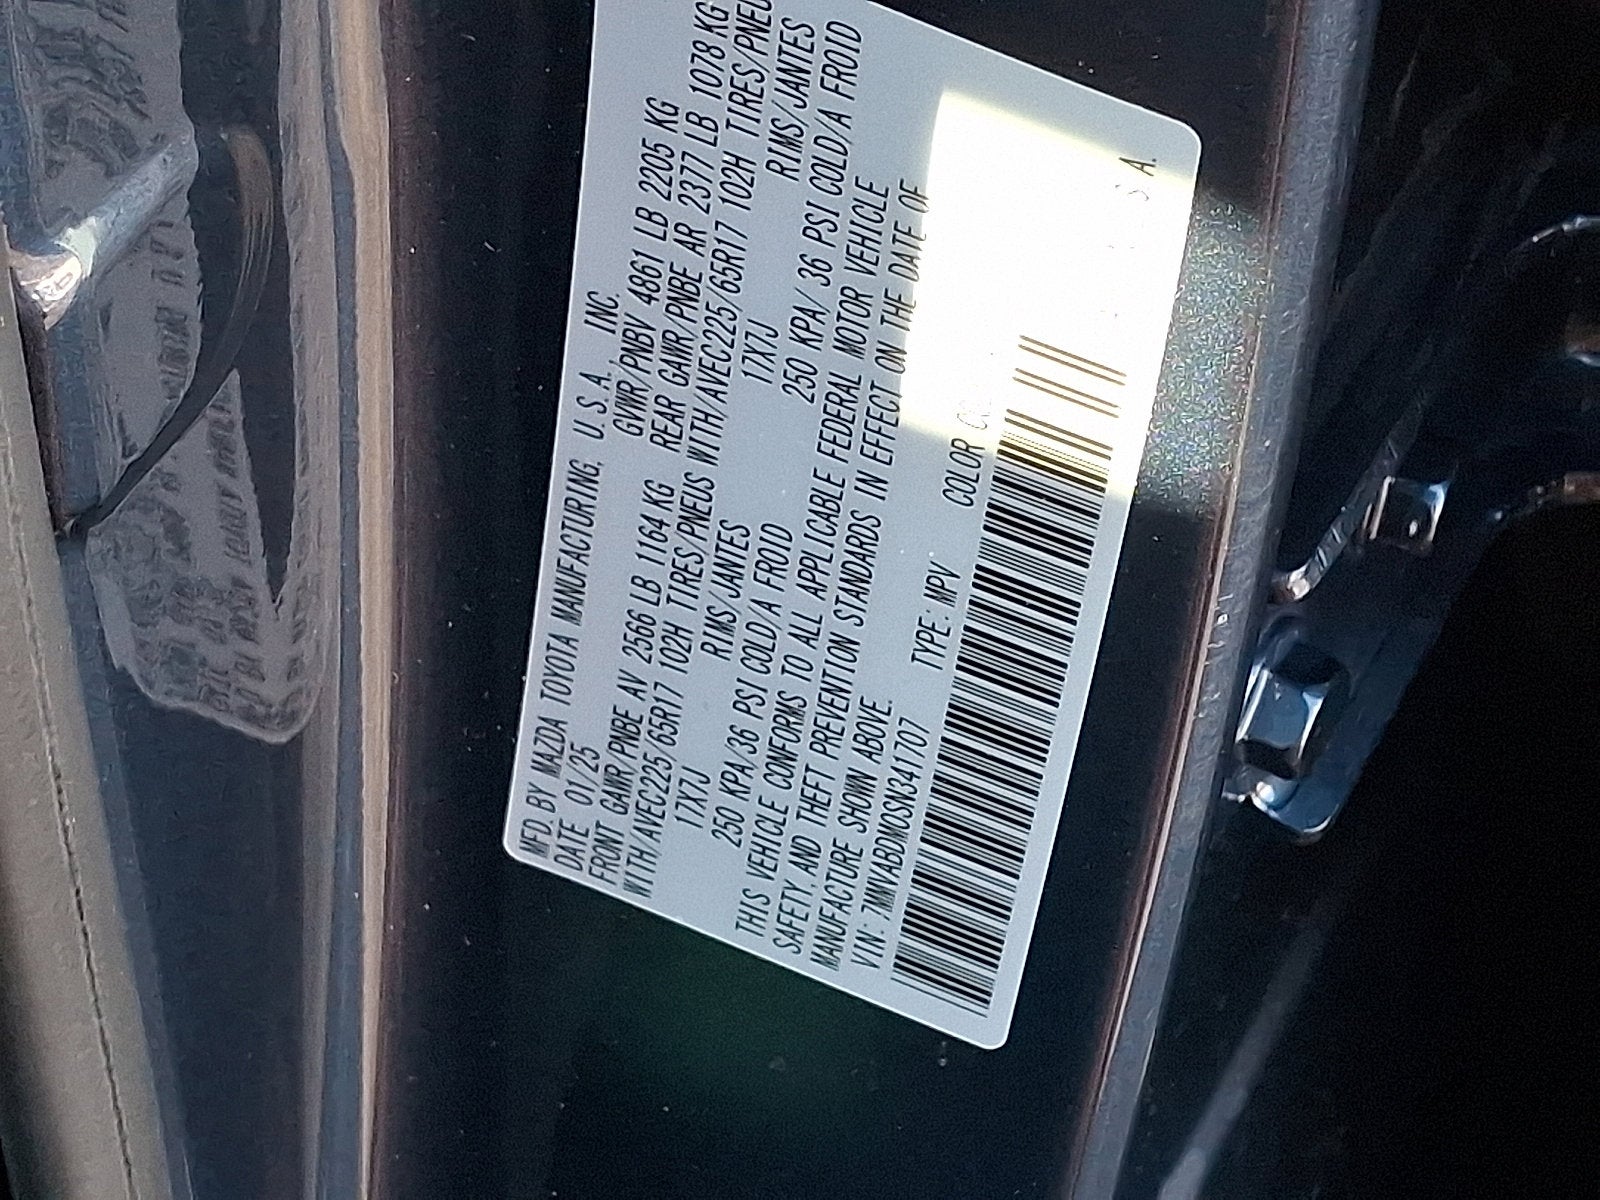 MFD. BY MAZDA TOYOTA MANUFACTURING, U.S.A., INC.
DATE 01/25 GVWR/PNBV 4861 LB 2205 KG
FRONT GAWR/PNBE AV 2566 LB 1164 KG REAR GAWR/PNBE AR 2377 LB 1078 KG
WITH/AVEC225/65R17 102H TIRES/PNEUS WITH/AVEC225/65R17 102H TIRES/PNEU
17X7J RIMS/JANTES 17X7J RIMS/JANTES
250 KPA/36 PSI COLD/A FROID 250 KPA/ 36 PSI COLD/A FROID
THIS VEHICLE CONFORMS TO ALL APPLICABLE FEDERAL MOTOR VEHICLE
SAFETY, AND THEFT PREVENTION STANDARDS IN EFFECT ON THE DATE OF
MANUFACTURE SHOWN ABOVE.
VIN: 7MMVABDM0SN341707 TYPE: MPV COLOR